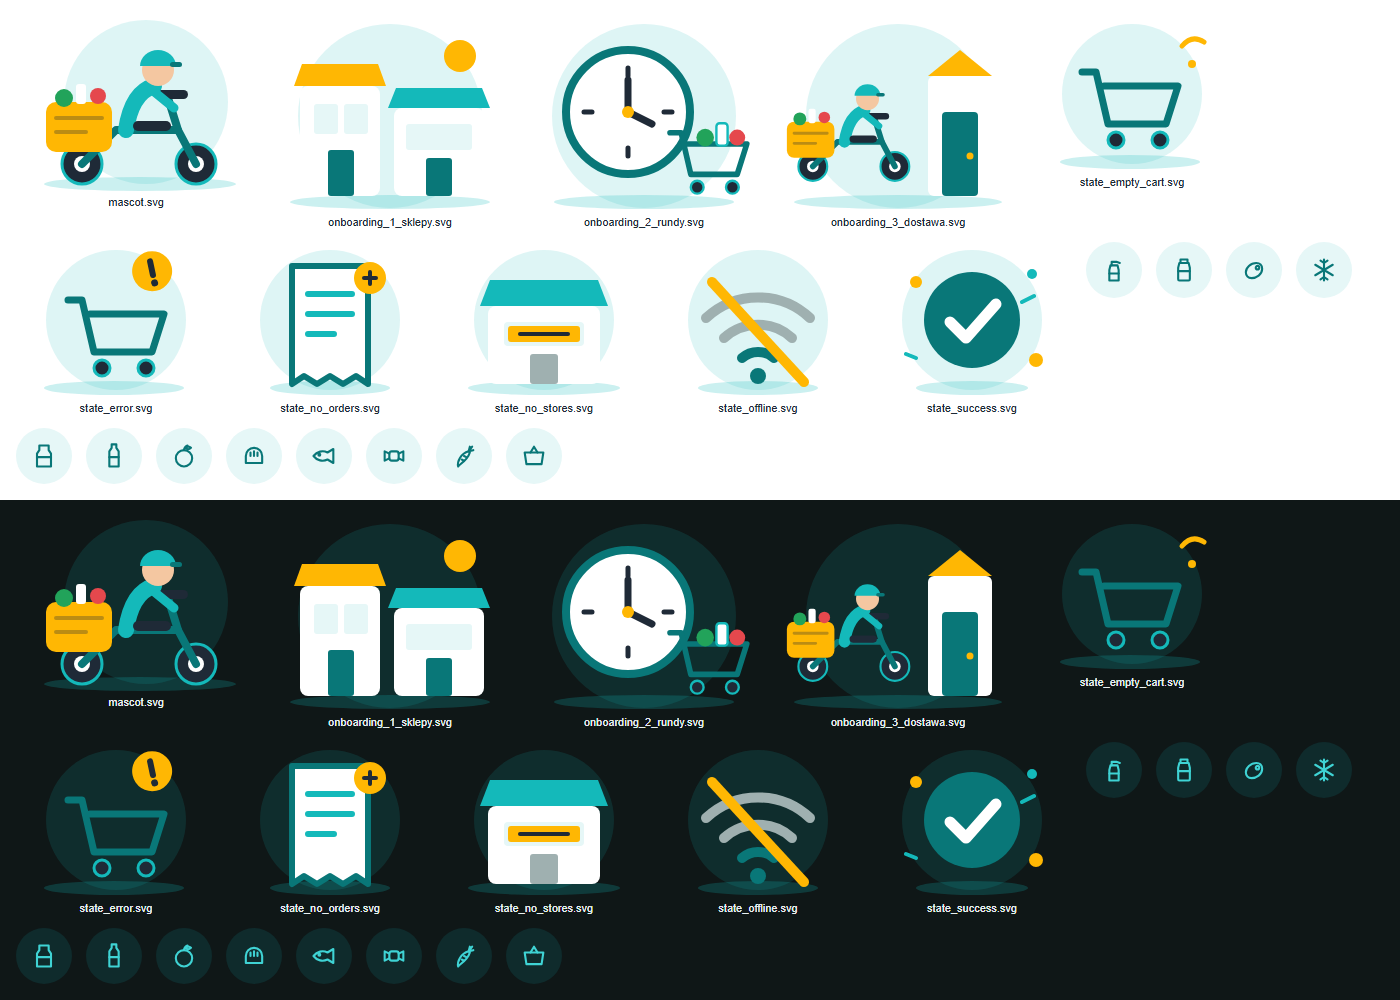 mascot.svg
onboarding_1_sklepy.svg
onboarding_2_rundy.svg
onboarding_3_dostawa.svg
state_empty_cart.svg
state_error.svg
state_no_orders.svg
state_no_stores.svg
state_offline.svg
state_success.svg
mascot.svg
onboarding_1_sklepy.svg
onboarding_2_rundy.svg
onboarding_3_dostawa.svg
state_empty_cart.svg
state_error.svg
state_no_orders.svg
state_no_stores.svg
state_offline.svg
state_success.svg